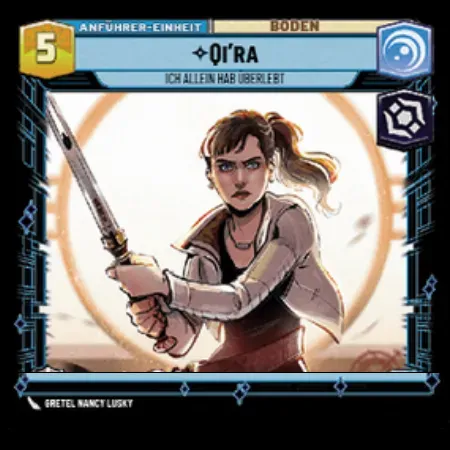 5
ANFÜHRER-EINHEIT
BODEN
QI'RA
ICH ALLEIN HAB ÜBERLEBT
GRETEL NANCY LUSKY